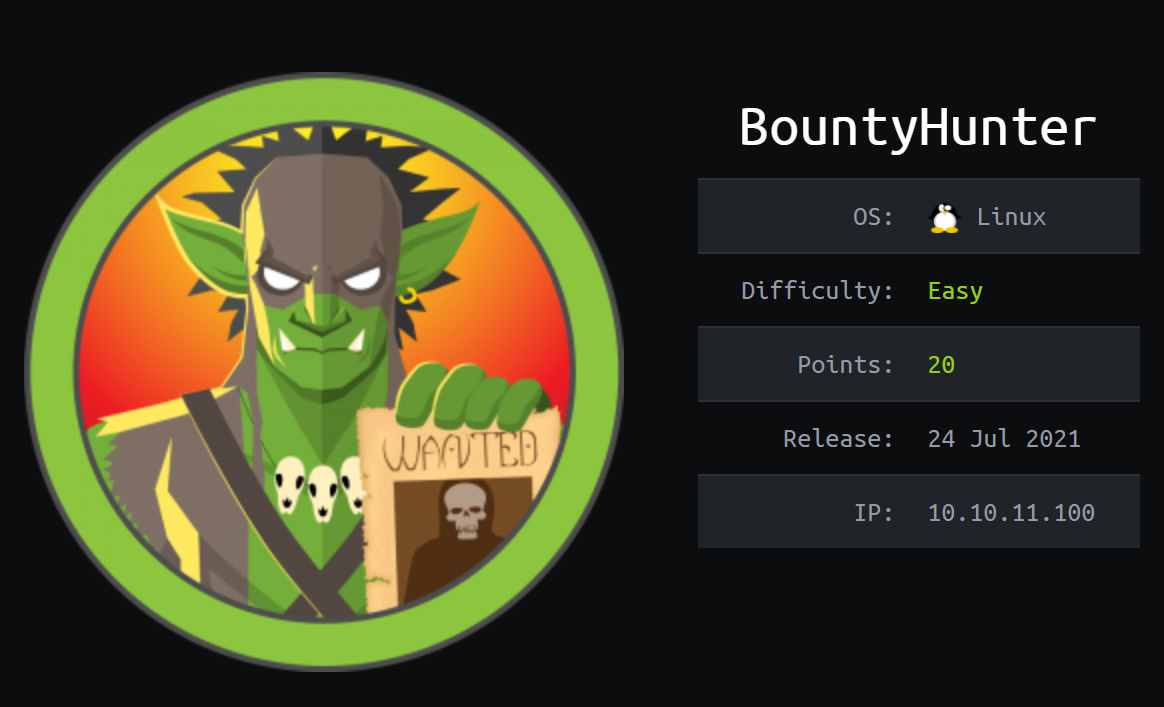 BountyHunter
OS: Linux
Difficulty: Easy
Points: 20
Release: 24 Jul 2021
IP: 10.10.11.100
WANTED